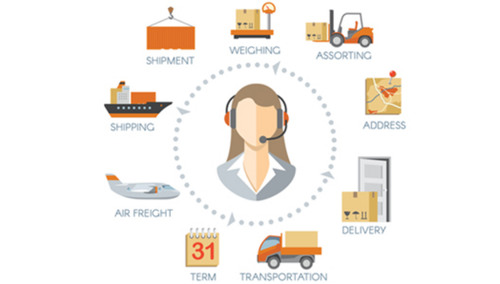 SHIPMENT
WEIGHING
ASSORTING
ADDRESS
DELIVERY
TRANSPORTATION
31
TERM
AIR FREIGHT
SHIPPING